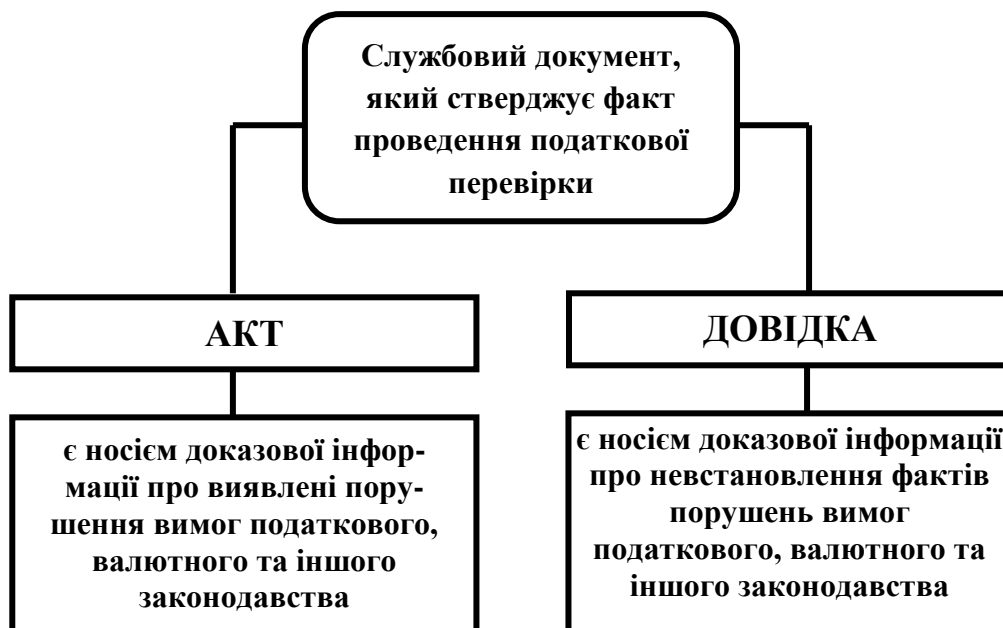 Службовий документ,
який стверджує факт
проведення податкової
перевірки
АКТ
ДОВІДКА
є носієм доказової інфор-
мації про виявлені пору-
шення вимог податкового,
валютного та іншого
законодавства
є носієм доказової інформації
про невстановлення фактів
порушень вимог
податкового, валютного та
іншого законодавства